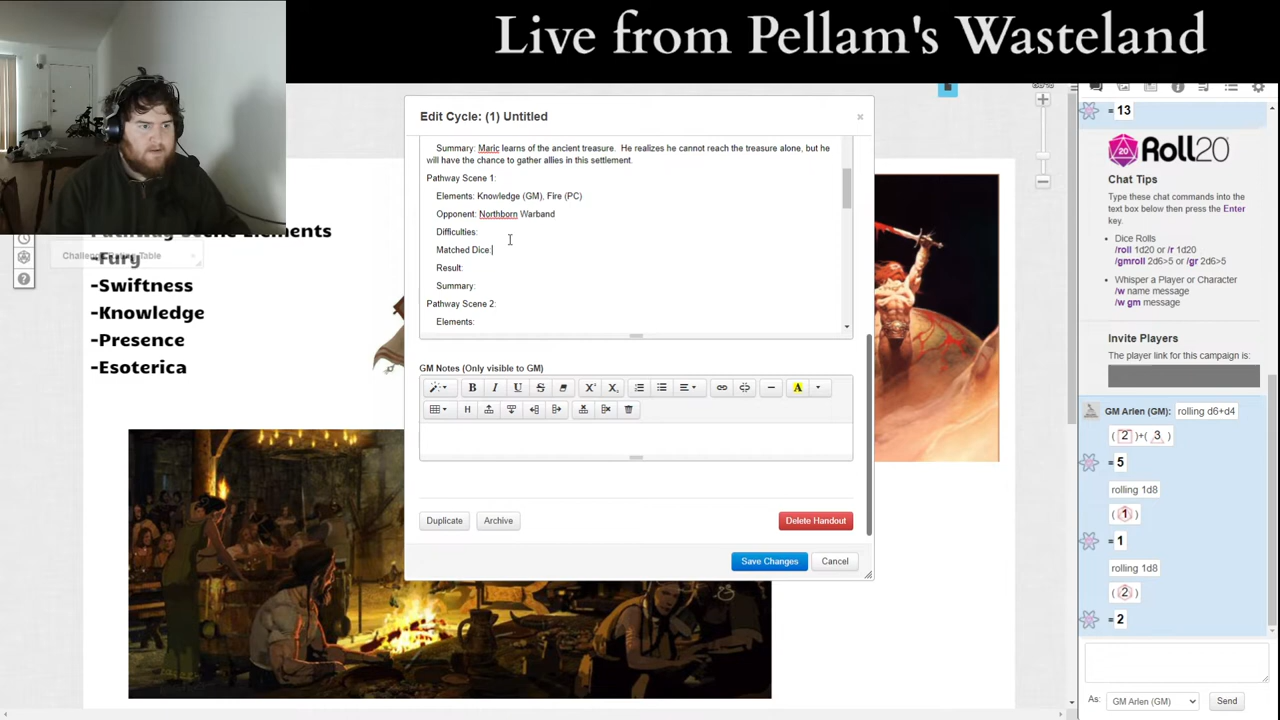 Live from Pellam's Wasteland
Edit Cycle: (1) Untitled
Summary: Maric learns of the ancient treasure. He realizes he cannot reach the treasure alone, but he
will have the chance to gather allies in this settlement.
Pathway Scene 1:
Elements: Knowledge (GM), Fire (PC)
Opponent: Northborn Warband
Difficulties:
Matched Dice:
Result:
Summary:
Pathway Scene 2:
Elements:
GM Notes (Only visible to GM)
Duplicate
Archive
Delete Handout
Save Changes
Cancel
Elements
-Fury
-Swiftness
-Knowledge
-Presence
-Esoterica
= 13
Roll20
Chat Tips
Type these chat commands into the
text box below then press the Enter
key.
• Dice Rolls
/roll 1d20 or /r 1d20
/gmroll 2d6>5 or /gr 2d6>5
• Whisper a Player or Character
/w name message
/w gm message
Invite Players
The player link for this campaign is:
GM Arlen (GM): rolling d6+d4
(2)+(3)
= 5
rolling 1d8
(1)
= 1
rolling 1d8
(2)
= 2
As: GM Arlen (GM)
Send